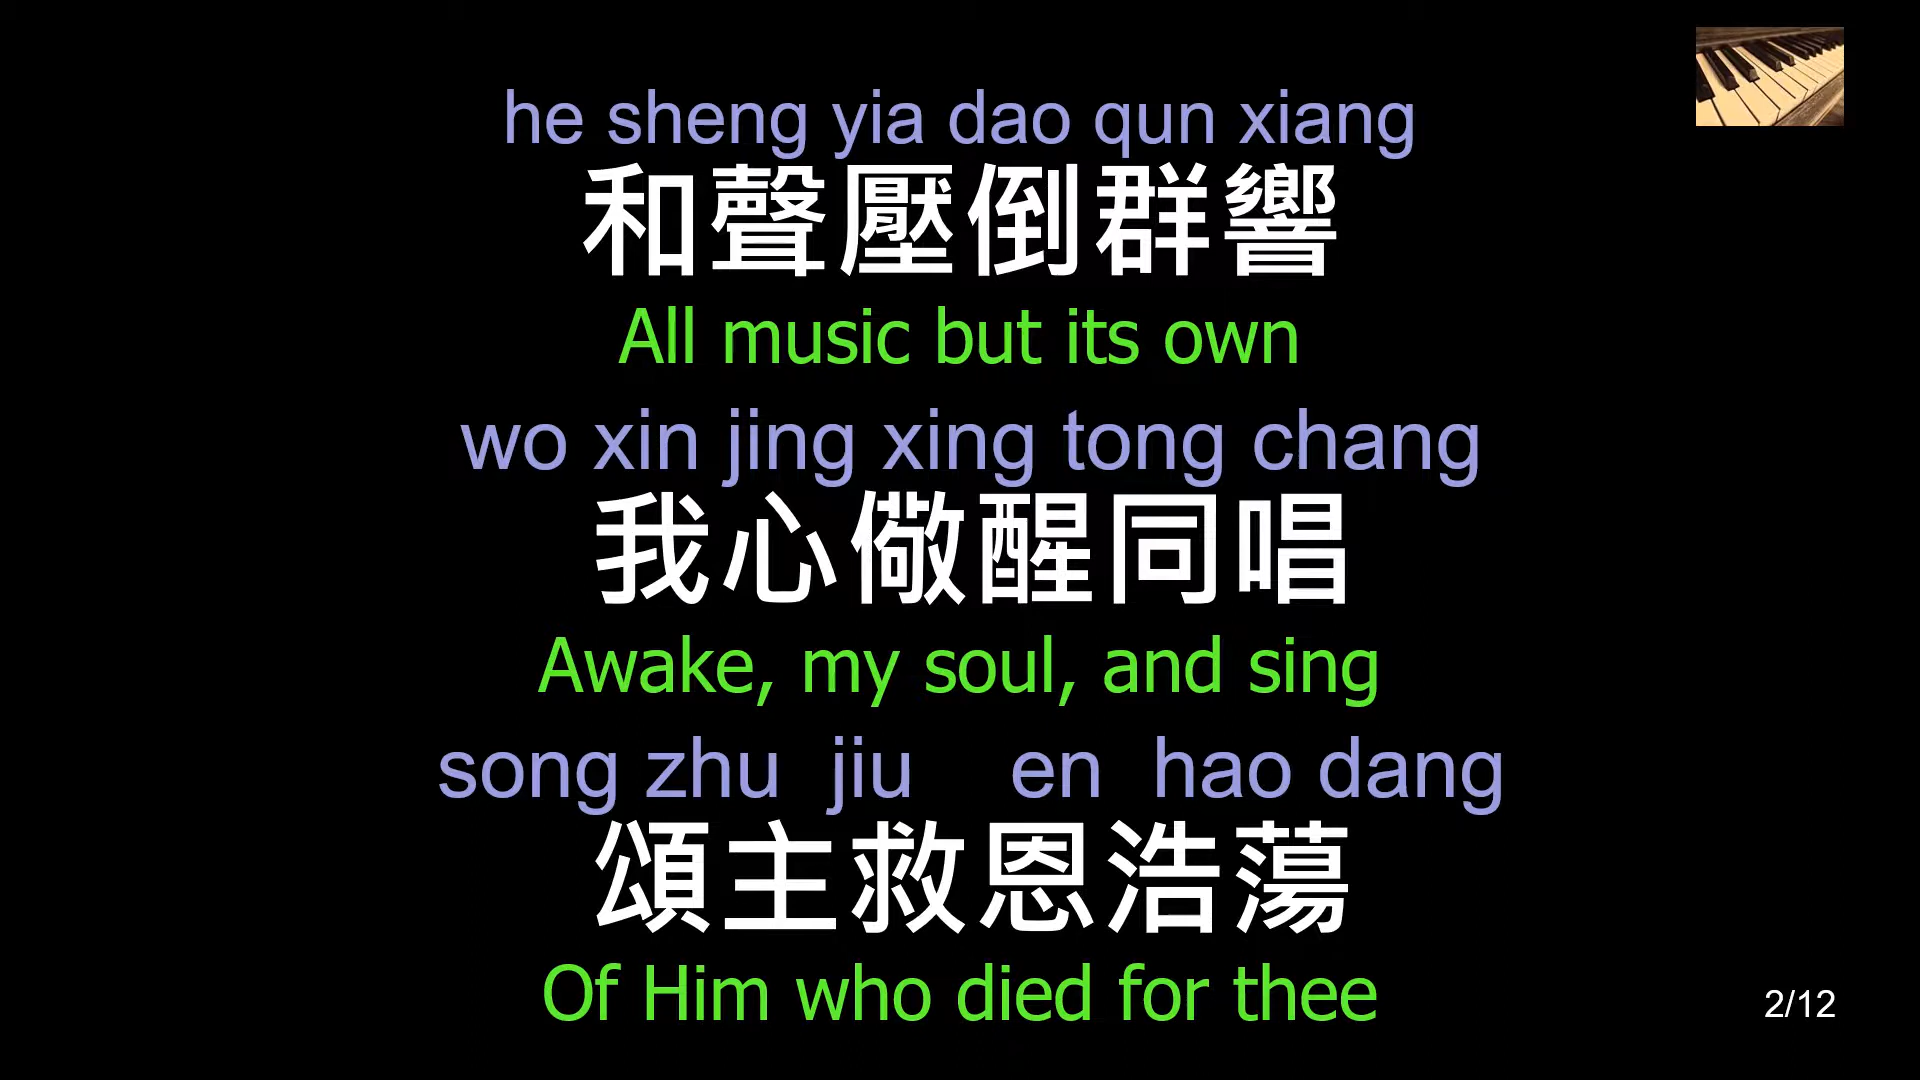 he sheng yia dao qun xiang
和聲壓倒群響
All music but its own
wo xin jing xing tong chang
我心儆醒同唱
Awake, my soul, and sing
song zhu jiu en hao dang
頌主救恩浩蕩
Of Him who died for thee
2/12